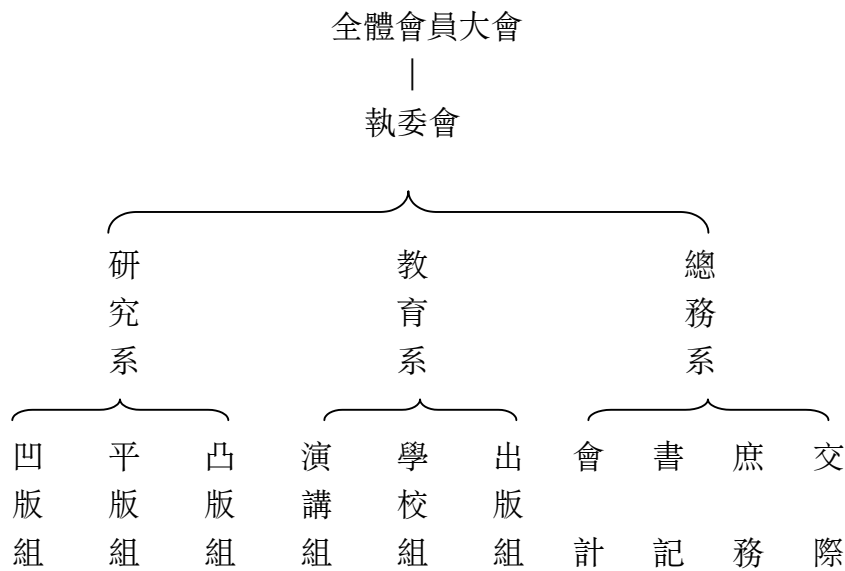 全體會員大會
執委會
研究系
教育系
總務系
凹版組
平版組
凸版組
演講組
學校組
出版組
會計
書記
庶務
交際